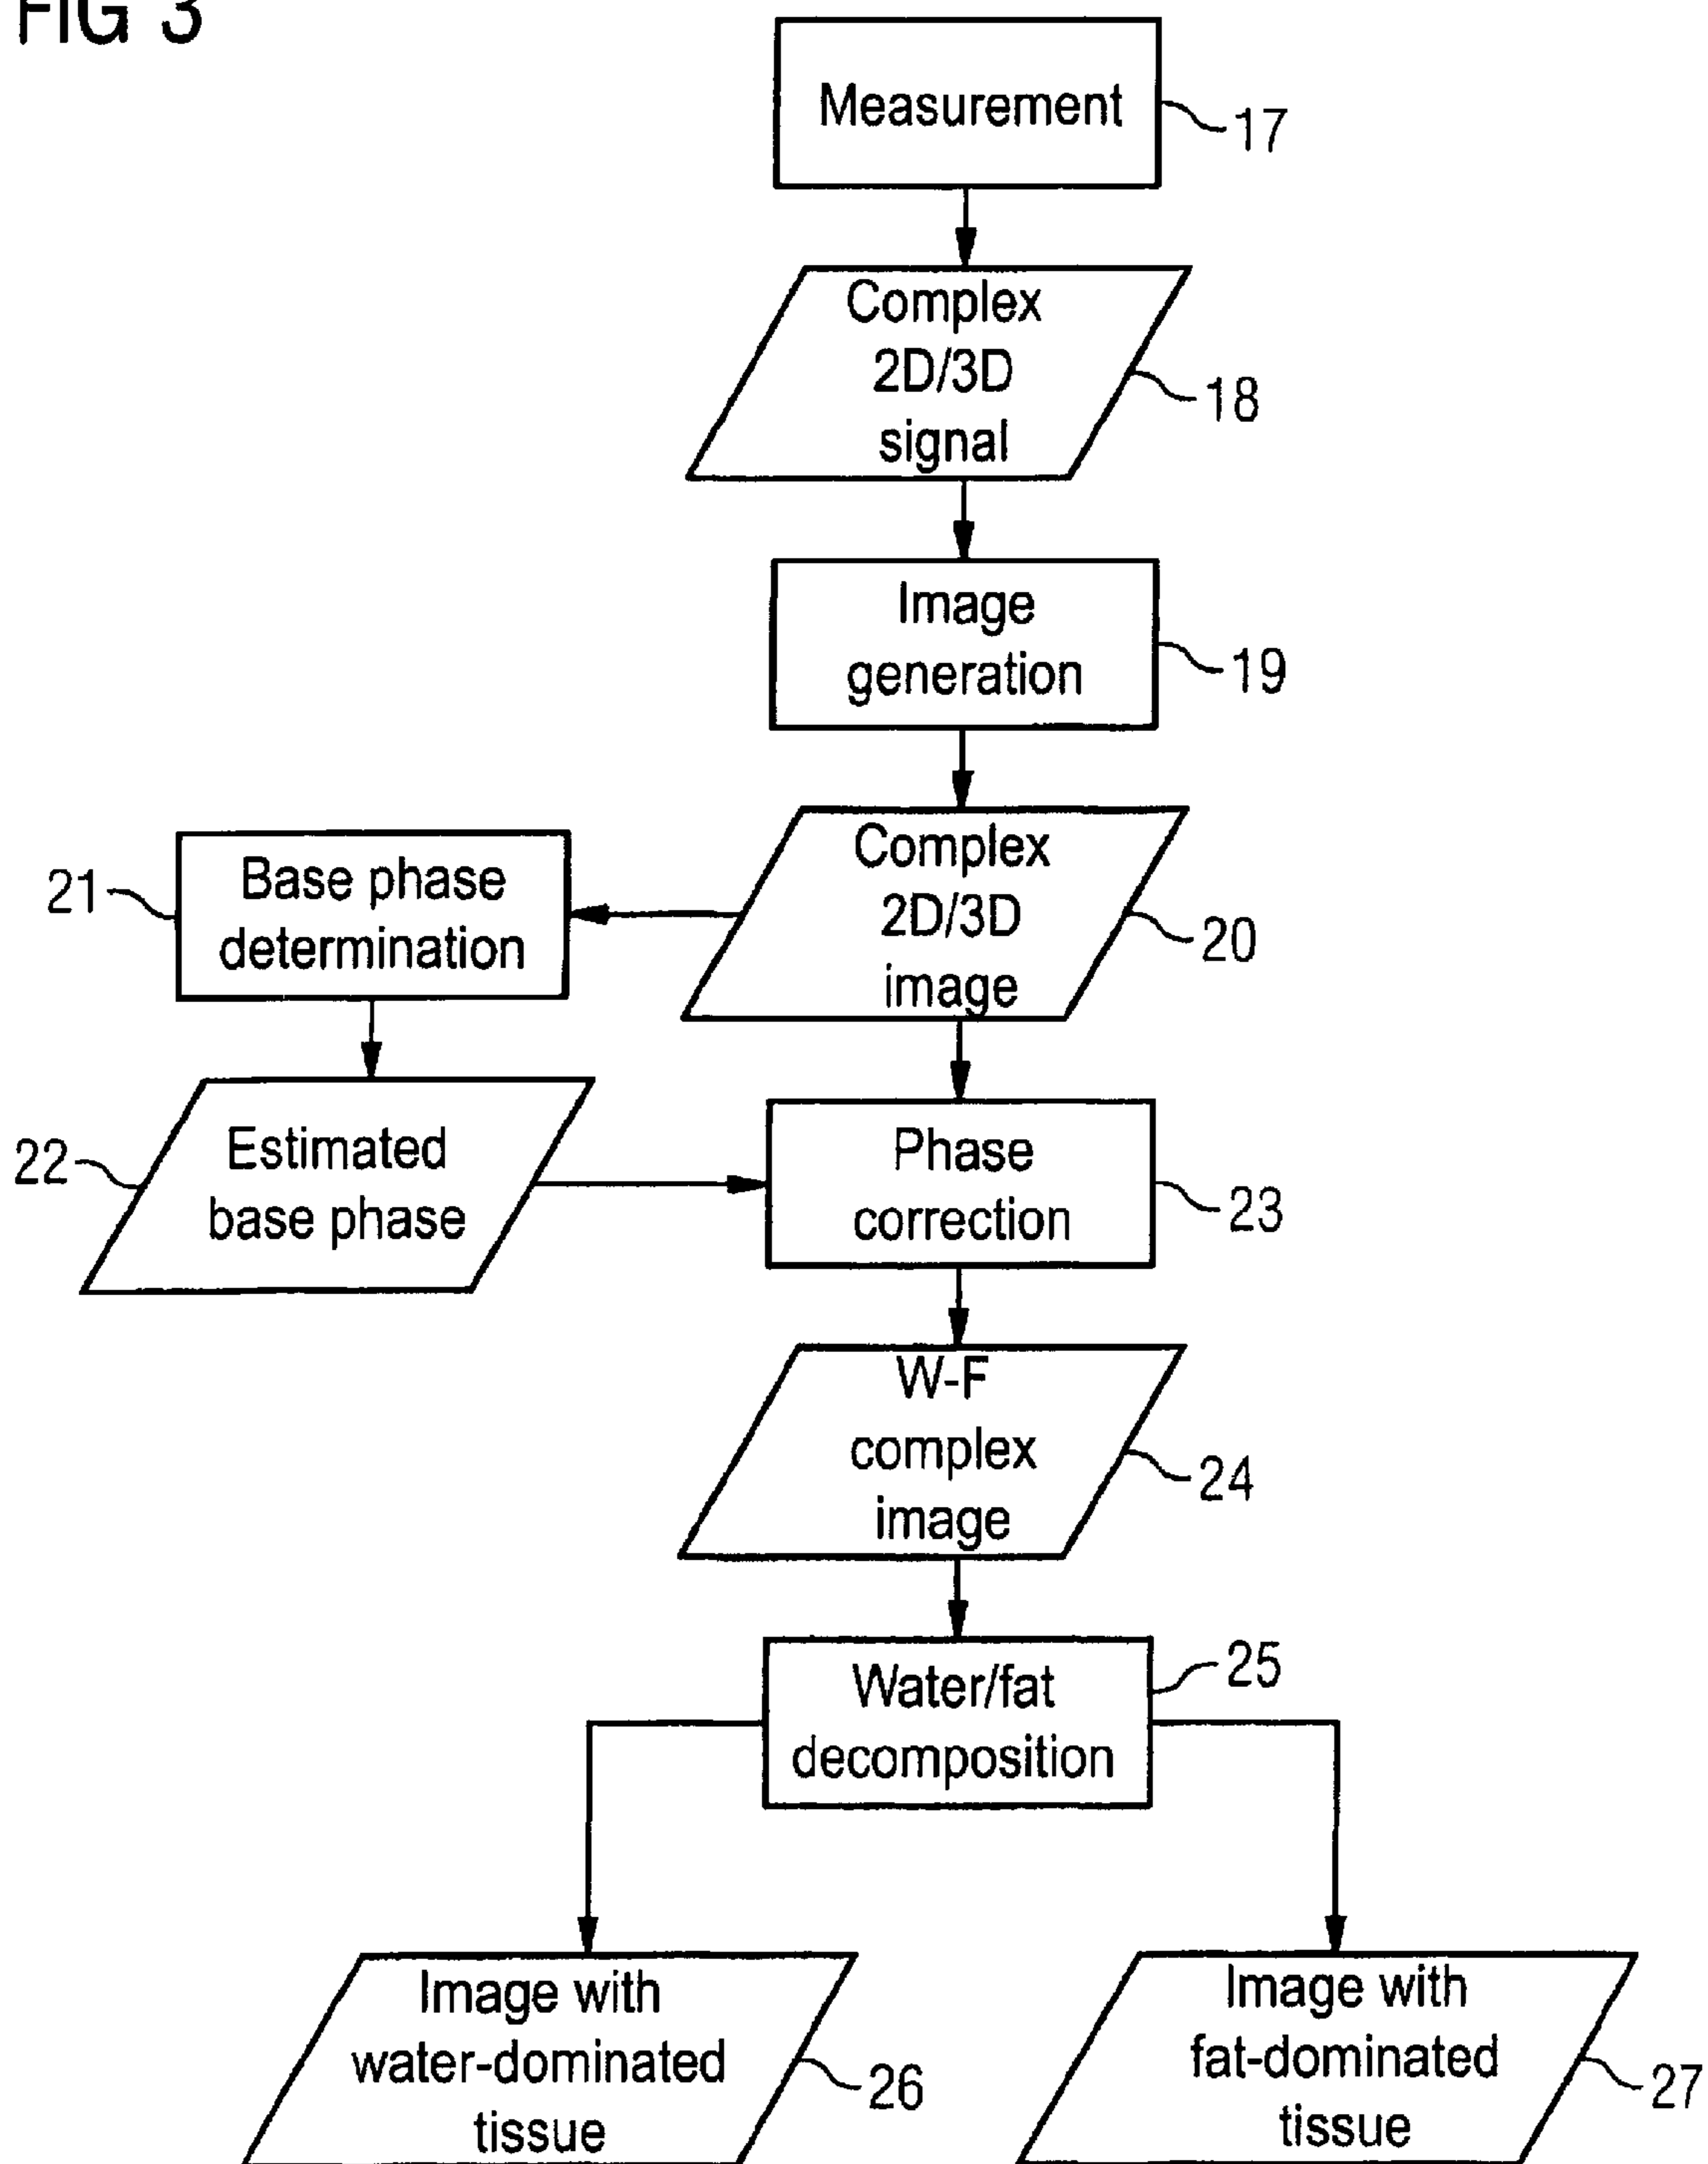 FIG 3
Measurement
17
Complex
2D/3D
signal
18
Image
generation
19
Complex
2D/3D
image
20
21
Base phase
determination
22
Estimated
base phase
Phase
correction
23
W-F
complex
image
24
Water/fat
decomposition
25
Image with
water-dominated
tissue
26
Image with
fat-dominated
tissue
27